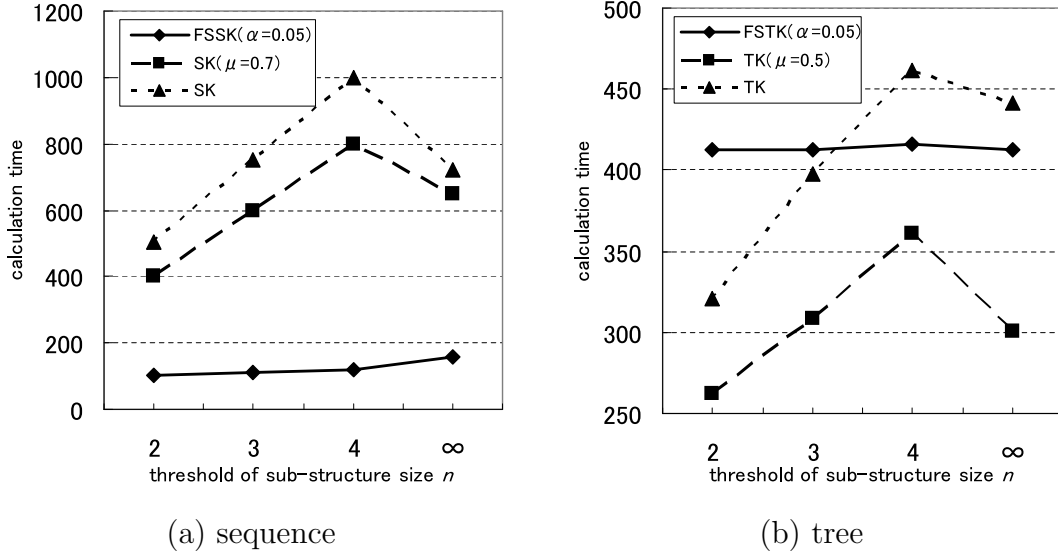 1200
1000
800
600
400
200
0
calculation time
FSSK(α=0.05)
SK(μ=0.7)
SK
2 3 4 ∞
threshold of sub-structure size n
(a) sequence
500
450
400
350
300
250
calculation time
FSTK(α=0.05)
TK(μ=0.5)
TK
2 3 4 ∞
threshold of sub-structure size n
(b) tree